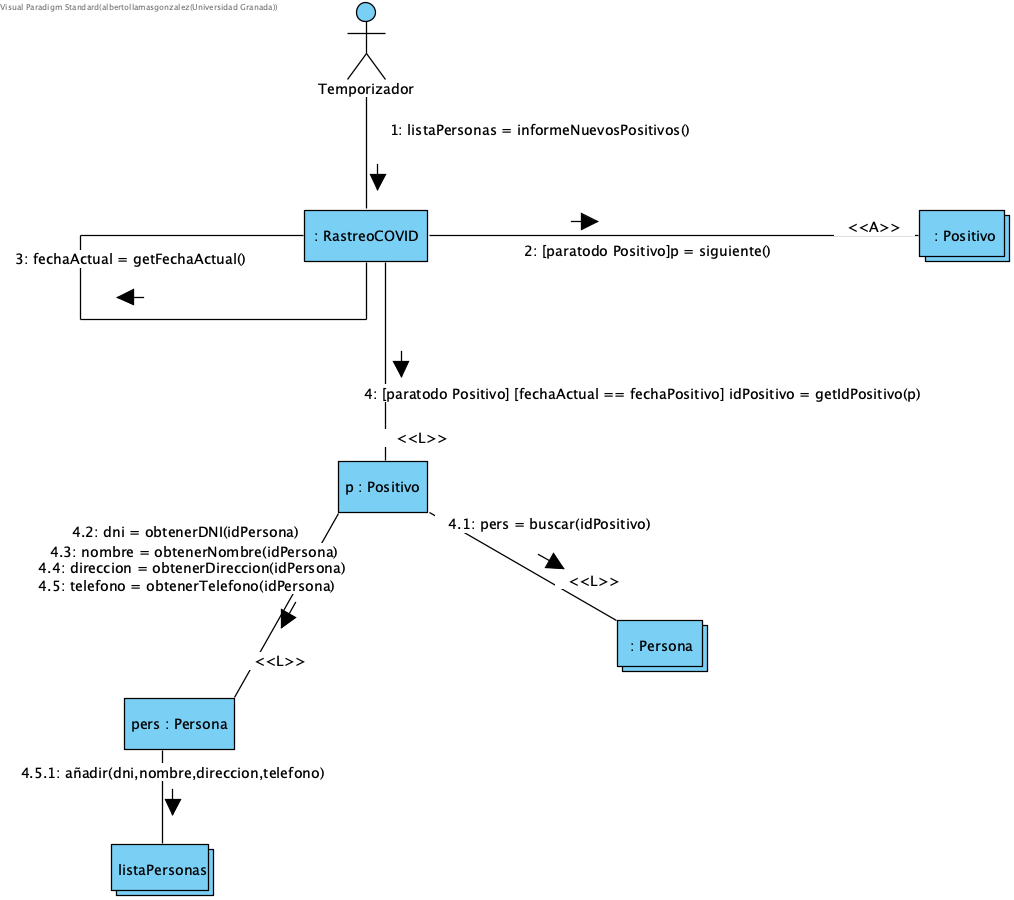 Visual Paradigm Standard(albertollamasgonzalez(Universidad Granada))
Temporizador
1: listaPersonas = informeNuevosPositivos()
: RastreoCOVID
<<A>>
: Positivo
2: [paratodo Positivo]p = siguiente()
3: fechaActual = getFechaActual()
4: [paratodo Positivo] [fechaActual == fechaPositivo] idPositivo = getIdPositivo(p)
<<L>>
p : Positivo
4.1: pers = buscar(idPositivo)
<<L>>
: Persona
4.2: dni = obtenerDNI(idPersona)
4.3: nombre = obtenerNombre(idPersona)
4.4: direccion = obtenerDireccion(idPersona)
4.5: telefono = obtenerTelefono(idPersona)
<<L>>
pers : Persona
4.5.1: añadir(dni,nombre,direccion,telefono)
listaPersonas